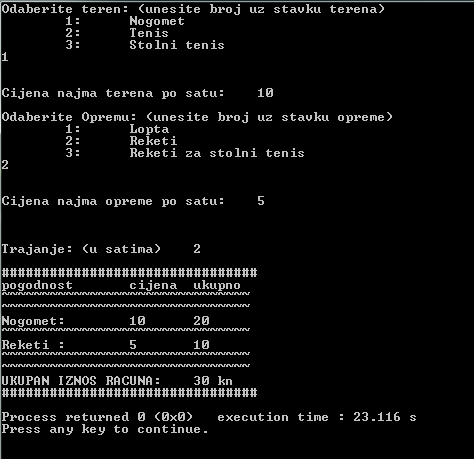 Odaberite teren: (unesite broj uz stavku terena)
1: Nogomet
2: Tenis
3: Stolni tenis
1
Cijena najma terena po satu: 10
Odaberite Opremu: (unesite broj uz stavku opreme)
1: Lopta
2: Reketi
3: Reketi za stolni tenis
2
Cijena najma opreme po satu: 5
Trajanje: (u satima) 2
################################
pogodnost cijena ukupno
~~~~~~~~~~~~~~~~~~~~~~~~~~~~~~~
~~~~~~~~~~~~~~~~~~~~~~~~~~~~~~~
Nogomet: 10 20
~~~~~~~~~~~~~~~~~~~~~~~~~~~~~~~
Reketi : 5 10
~~~~~~~~~~~~~~~~~~~~~~~~~~~~~~~
~~~~~~~~~~~~~~~~~~~~~~~~~~~~~~~
UKUPAN IZNOS RACUNA: 30 kn
################################
Process returned 0 (0x0) execution time : 23.116 s
Press any key to continue.